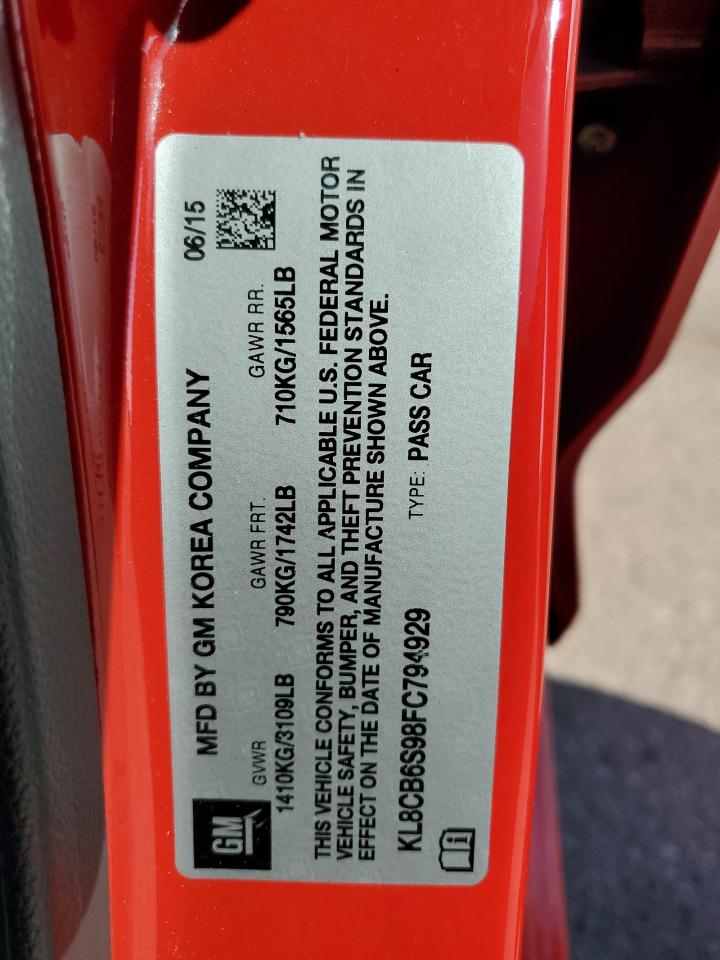 GM
MFD BY GM KOREA COMPANY
06/15
GVWR
GAWR FRT.
GAWR RR.
1410KG/3109LB
790KG/1742LB
710KG/1565LB
THIS VEHICLE CONFORMS TO ALL APPLICABLE U.S. FEDERAL MOTOR
VEHICLE SAFETY, BUMPER, AND THEFT PREVENTION STANDARDS IN
EFFECT ON THE DATE OF MANUFACTURE SHOWN ABOVE.
KL8CB6S98FC794929
TYPE: PASS CAR